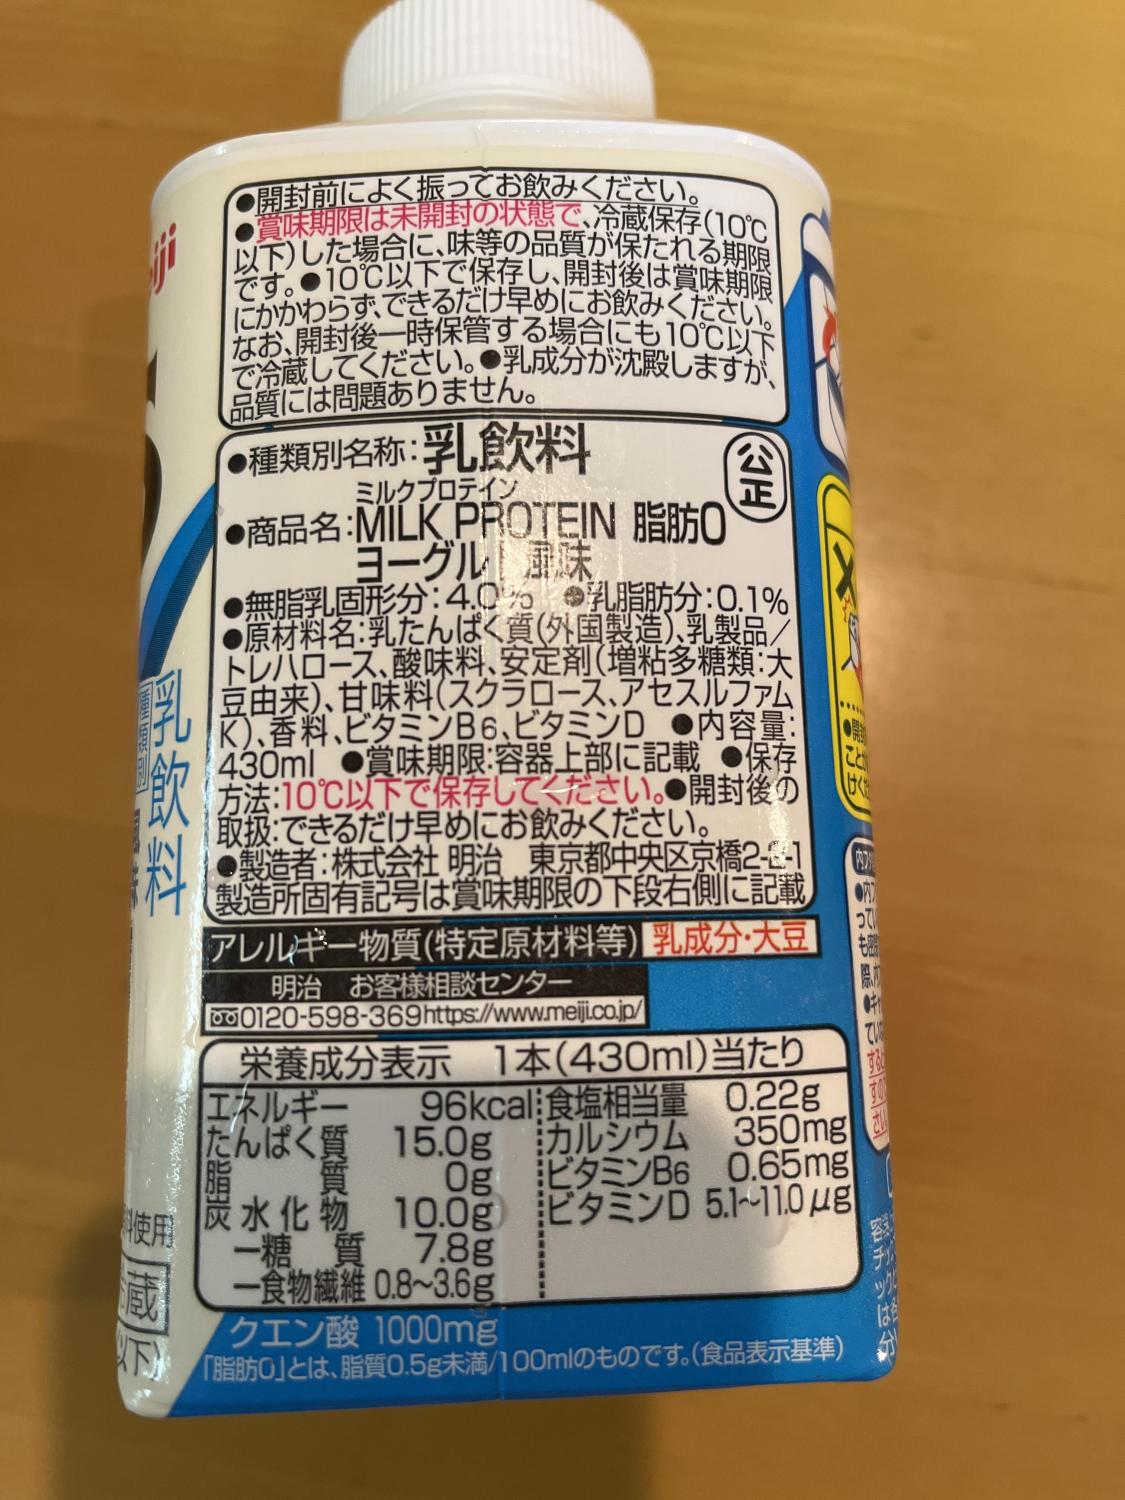 ●開封前によく振ってお飲みください。
●賞味期限は未開封の状態で、冷蔵保存(10℃
以下)した場合に、味等の品質が保たれる期限
です。●10℃以下で保存し、開封後は賞味期限
にかかわらず、できるだけ早めにお飲みください。
なお、開封後一時保管する場合にも10℃以下
で冷蔵してください。●乳成分が沈殿しますが、
品質には問題ありません。
●種類別名称:乳飲料
公正
ミルクプロテイン
●商品名:MILK PROTEIN 脂肪0
ヨーグルト風味
●無脂乳固形分:4.0% ●乳脂肪分:0.1%
●原材料名:乳たんぱく質(外国製造)、乳製品/
トレハロース、酸味料、安定剤(増粘多糖類:大
豆由来)、甘味料(スクラロース、アセスルファム
K)、香料、ビタミンB6、ビタミンD ●内容量:
430ml ●賞味期限:容器上部に記載 ●保存
方法:10℃以下で保存してください。●開封後の
取扱:できるだけ早めにお飲みください。
●製造者:株式会社 明治 東京都中央区京橋2-2-1
製造所固有記号は賞味期限の下段右側に記載
アレルギー物質(特定原材料等) 乳成分・大豆
明治 お客様相談センター
0120-598-369 https://www.meiji.co.jp/
栄養成分表示 1本(430ml)当たり
エネルギー 96kcal
たんぱく質 15.0g
脂質 0g
炭水化物 10.0g
ー糖質 7.8g
ー食物繊維 0.8～3.6g
食塩相当量 0.22g
カルシウム 350mg
ビタミンB6 0.65mg
ビタミンD 5.1～11.0μg
クエン酸 1000mg
「脂肪0」とは、脂質0.5g未満/100mlのものです。(食品表示基準)
種類別
乳飲料